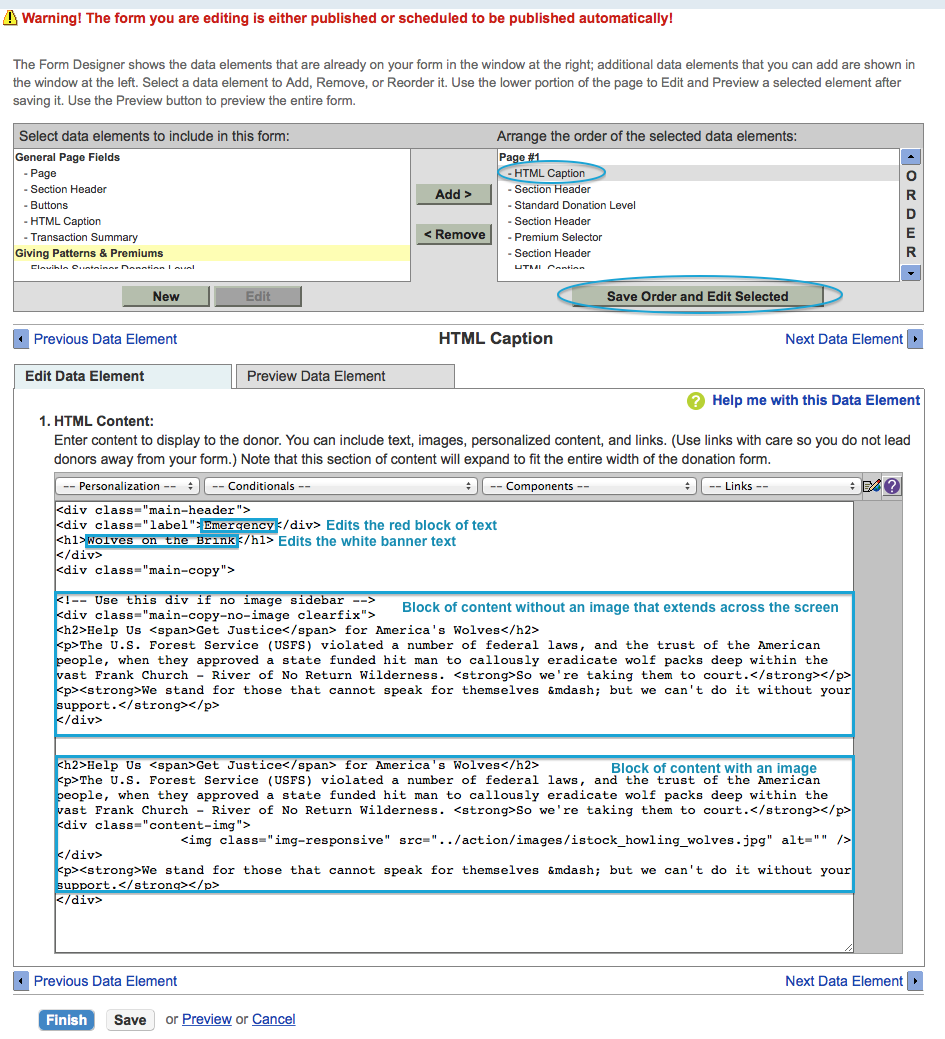 Warning! The form you are editing is either published or scheduled to be published automatically!
The Form Designer shows the data elements that are already on your form in the window at the right; additional data elements that you can add are shown in
the window at the left. Select a data element to Add, Remove, or Reorder it. Use the lower portion of the page to Edit and Preview a selected element after
saving it. Use the Preview button to preview the entire form.
Select data elements to include in this form:
General Page Fields
- Page
- Section Header
- Buttons
- HTML Caption
- Transaction Summary
Giving Patterns & Premiums
- Flexible Sustainer Donation Level
Add >
< Remove
New
Edit
Arrange the order of the selected data elements:
Page #1
- HTML Caption
- Section Header
- Standard Donation Level
- Section Header
- Premium Selector
- Section Header
- HTML Caption
O
R
D
E
R
Save Order and Edit Selected
Previous Data Element
HTML Caption
Next Data Element
Edit Data Element
Preview Data Element
? Help me with this Data Element
1. HTML Content:
Enter content to display to the donor. You can include text, images, personalized content, and links. (Use links with care so you do not lead
donors away from your form.) Note that this section of content will expand to fit the entire width of the donation form.
-- Personalization --
-- Conditionals --
-- Components --
-- Links --
?
<div class="main-header">
<div class="label">Emergency</div> Edits the red block of text
<h1>Wolves on the Brink</h1> Edits the white banner text
</div>
<div class="main-copy">
<!-- Use this div if no image sidebar -->
Block of content without an image that extends across the screen
<div class="main-copy-no-image clearfix">
<h2>Help Us <span>Get Justice</span> for America's Wolves</h2>
<p>The U.S. Forest Service (USFS) violated a number of federal laws, and the trust of the American
people, when they approved a state funded hit man to callously eradicate wolf packs deep within the
vast Frank Church - River of No Return Wilderness. <strong>So we're taking them to court.</strong></p>
<p><strong>We stand for those that cannot speak for themselves &mdash; but we can't do it without your
support.</strong></p>
</div>
<h2>Help Us <span>Get Justice</span> for America's Wolves</h2>
Block of content with an image
<p>The U.S. Forest Service (USFS) violated a number of federal laws, and the trust of the American
people, when they approved a state funded hit man to callously eradicate wolf packs deep within the
vast Frank Church - River of No Return Wilderness. <strong>So we're taking them to court.</strong></p>
<div class="content-img">
<img class="img-responsive" src="../action/images/istock_howling_wolves.jpg" alt="" />
</div>
<p><strong>We stand for those that cannot speak for themselves &mdash; but we can't do it without your
support.</strong></p>
</div>
Previous Data Element
Next Data Element
Finish
Save
or Preview or Cancel